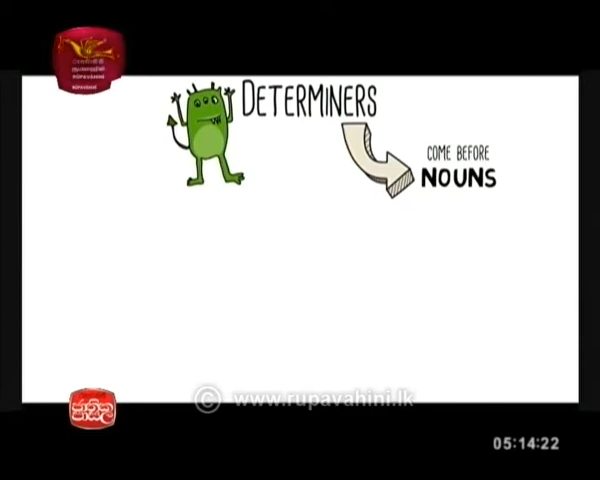 DETERMINERS
COME BEFORE
NOUNS
© www.rupavahini.lk
05:14:22